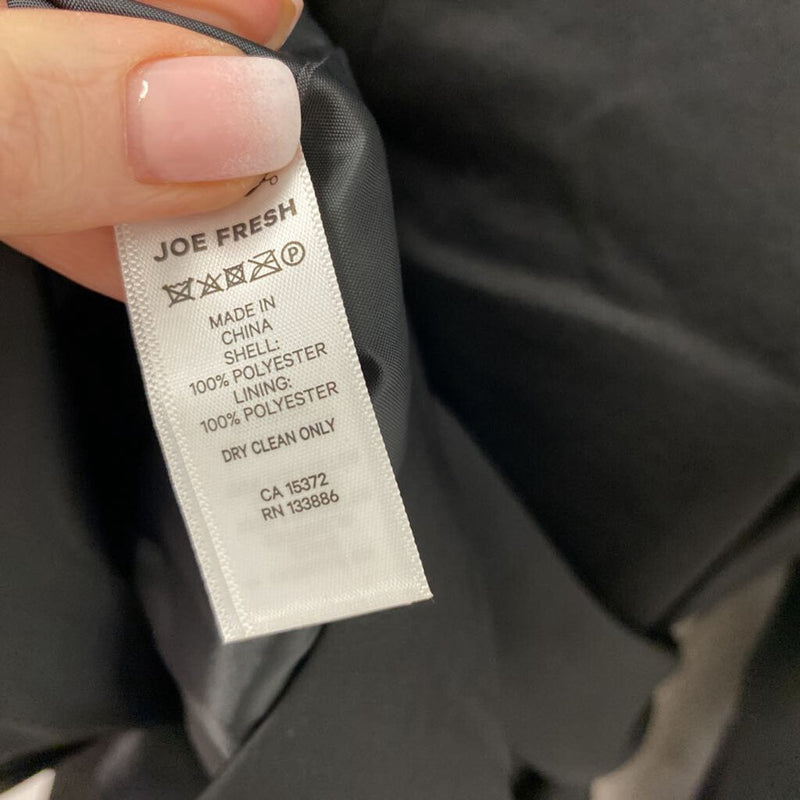 JOE FRESH
P
MADE IN
CHINA
SHELL:
100% POLYESTER
LINING:
100% POLYESTER
DRY CLEAN ONLY
CA 15372
RN 133886